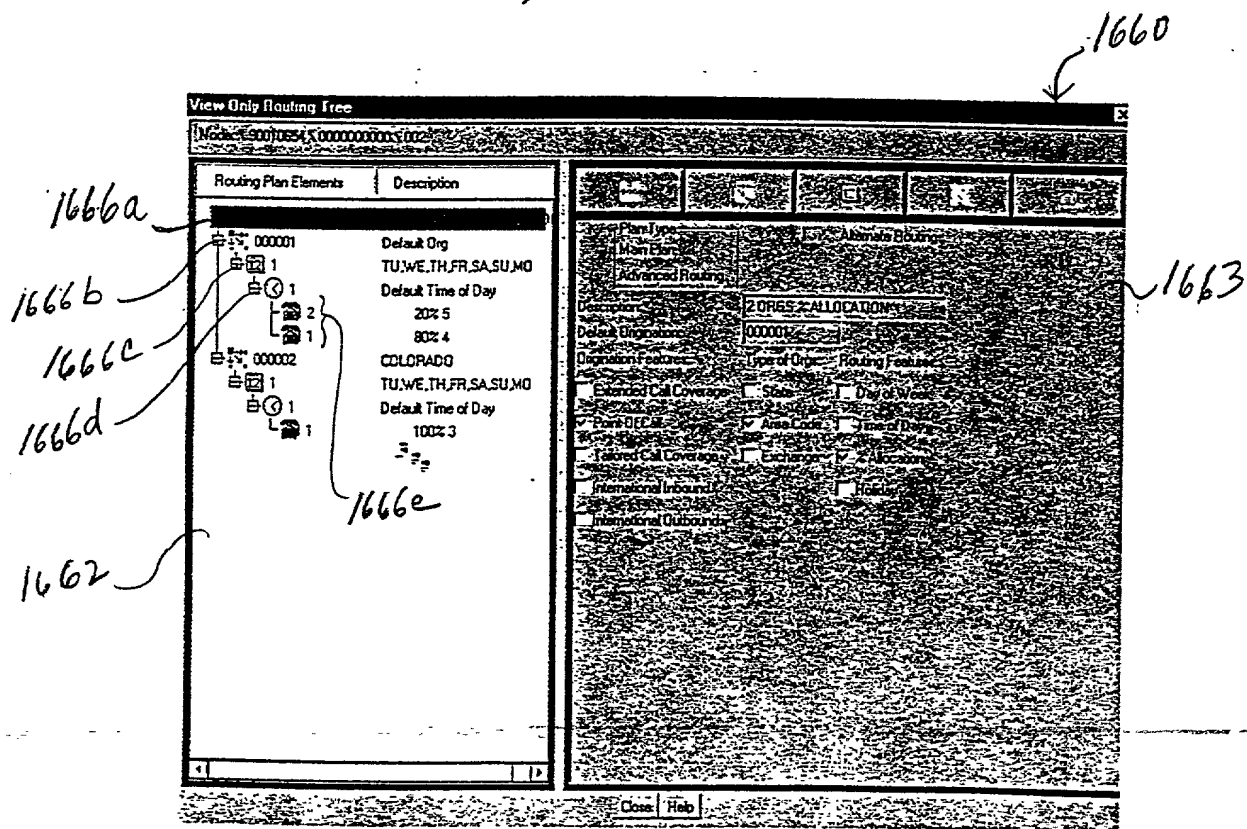 1660
View Only Routing Tree
Routing Plan Elements Description
1666a
000001 Default Org
1 TU,WE,TH,FR,SA,SU,MO
1666b
1 Default Time of Day
2 20% 5
1666c
1 80% 4
000002 COLORADO
1 TU,WE,TH,FR,SA,SU,MO
1666d
1 Default Time of Day
1 100% 3
1666e
1662
Plan Type
Main Plan
Advanced Routing
Alternate Routing
1663
Description: 2 ORGS % ALLOCATION
Default Origination: 000001
Origination Features: Type of Orgs: Routing Features:
Extended Call Coverage State Day of Week
Point Of Call Area Code Time of Day
Tailored Call Coverage Exchange % Allocation
International Inbound Holiday
International Outbound
Close Help